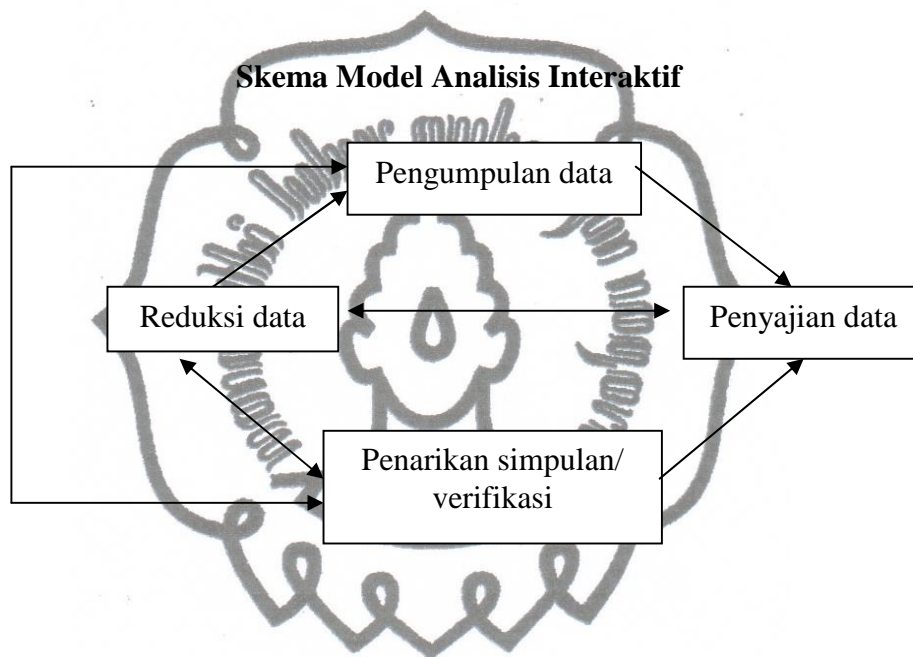 Skema Model Analisis Interaktif
Pengumpulan data
Reduksi data
Penyajian data
Penarikan simpulan/
verifikasi